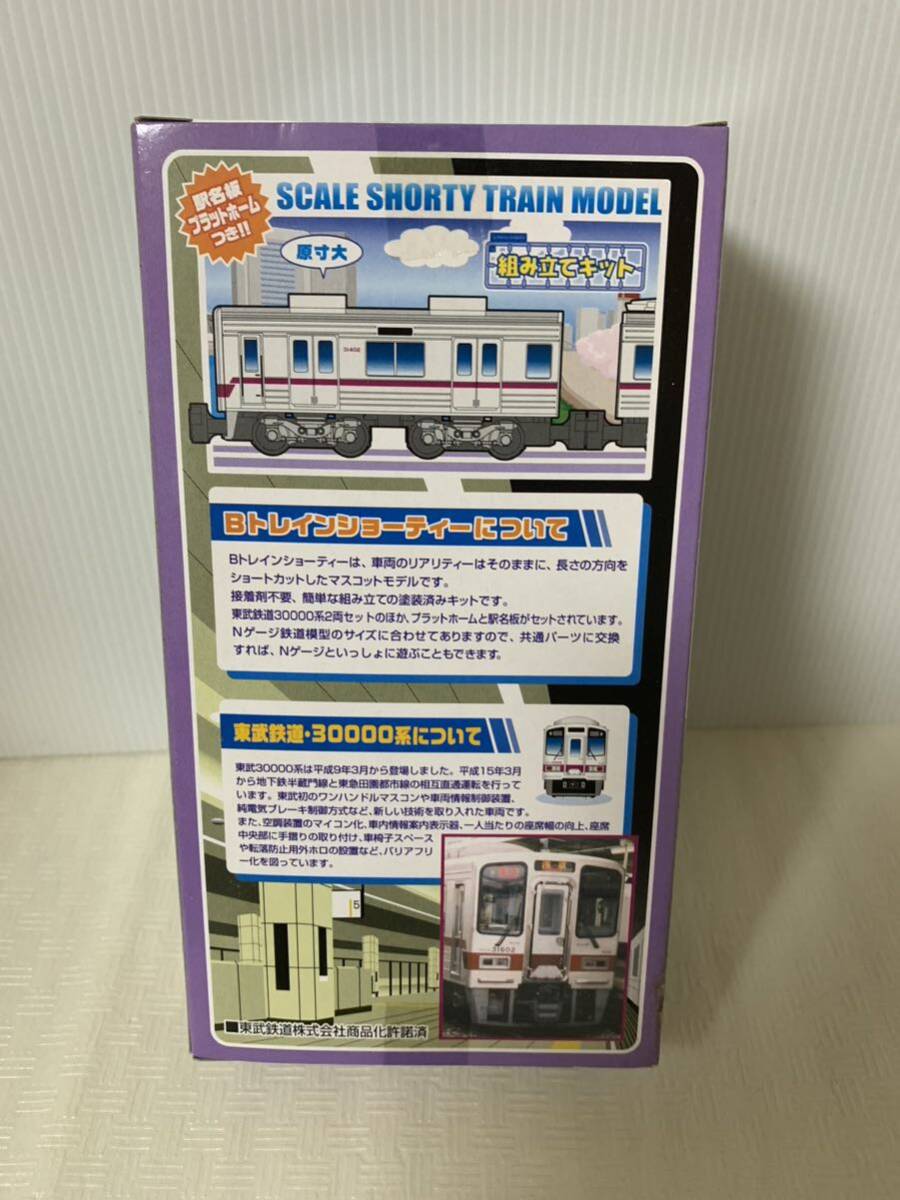 駅名板
プラットホーム
つき!!
SCALE SHORTY TRAIN MODEL
原寸大
組み立てキット
31402
Bトレインショーティーについて
Bトレインショーティーは、車両のリアリティーはそのままに、長さの方向を
ショートカットしたマスコットモデルです。
接着剤不要、簡単な組み立ての塗装済みキットです。
東武鉄道30000系2両セットのほか、プラットホームと駅名板がセットされています。
Nゲージ鉄道模型のサイズに合わせてありますので、共通パーツに交換
すれば、Nゲージといっしょに遊ぶこともできます。
東武鉄道・30000系について
東武30000系は平成9年3月から登場しました。平成15年3月
から地下鉄半蔵門線と東急田園都市線の相互直通運転を行って
います。東武初のワンハンドルマスコンや車両情報制御装置、
純電気ブレーキ制御方式など、新しい技術を取り入れた車両です。
また、空調装置のマイコン化、車内情報案内表示器、一人当たりの座席幅の向上、座席
中央部に手摺りの取り付け、車椅子スペース
や転落防止用外ホロの設置など、バリアフリ
ー化を図っています。
5
31602
■東武鉄道株式会社商品化許諾済